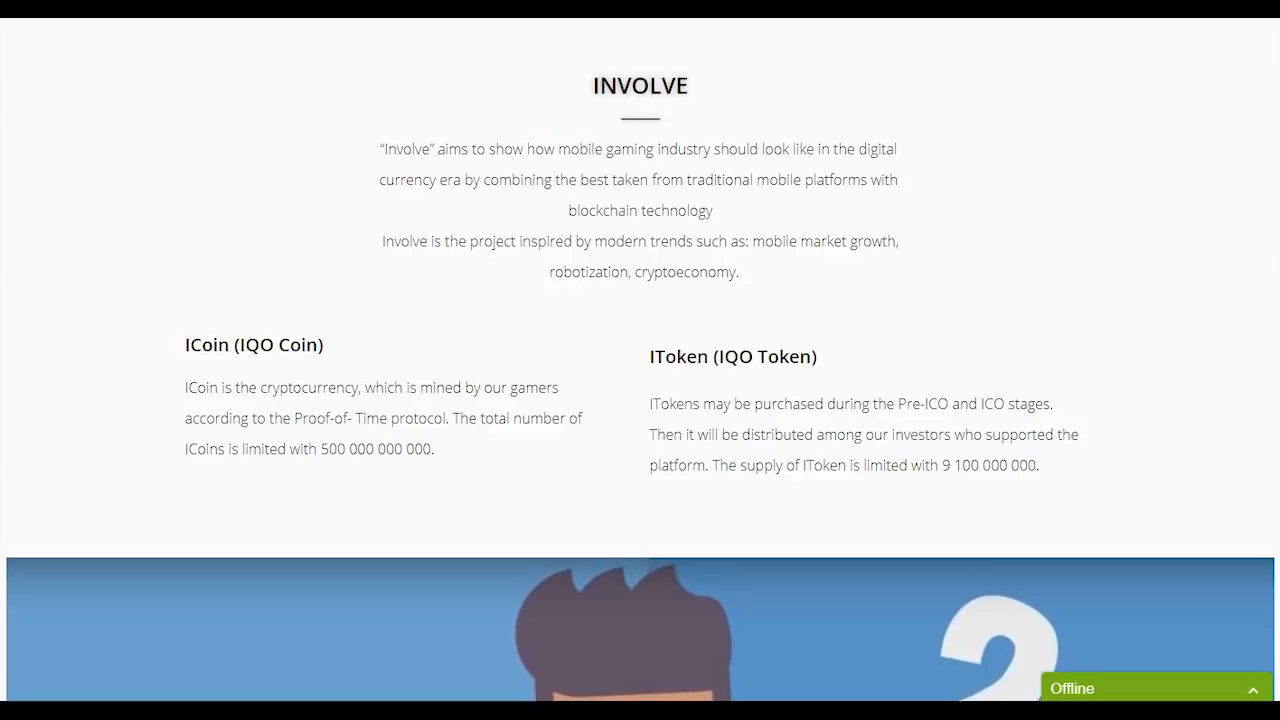 INVOLVE
“Involve” aims to show how mobile gaming industry should look like in the digital
currency era by combining the best taken from traditional mobile platforms with
blockchain technology
Involve is the project inspired by modern trends such as: mobile market growth,
robotization, cryptoeconomy.
ICoin (IQO Coin)
ICoin is the cryptocurrency, which is mined by our gamers
according to the Proof-of- Time protocol. The total number of
ICoins is limited with 500 000 000 000.
IToken (IQO Token)
ITokens may be purchased during the Pre-ICO and ICO stages.
Then it will be distributed among our investors who supported the
platform. The supply of IToken is limited with 9 100 000 000.
?
Offline